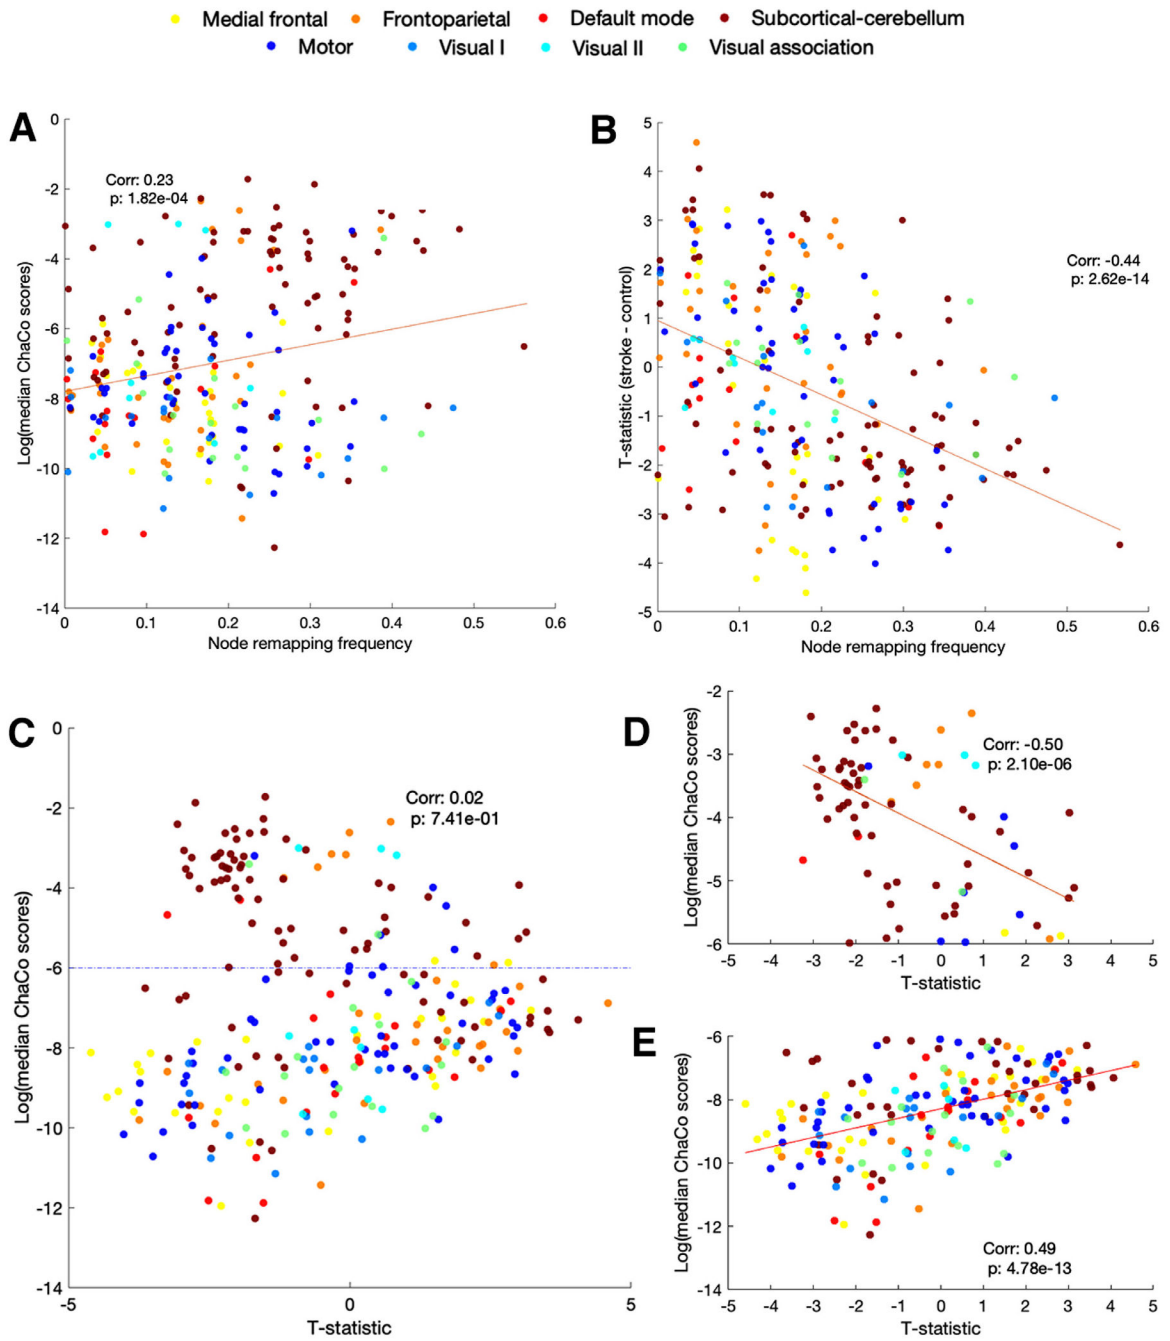 Medial frontal Frontoparietal Default mode Subcortical-cerebellum
Motor Visual I Visual II Visual association
A
0
-2
-4
-6
-8
-10
-12
-14
Log(median ChaCo scores)
Corr: 0.23
p: 1.82e-04
0 0.1 0.2 0.3 0.4 0.5 0.6
Node remapping frequency
B
5
4
3
2
1
0
-1
-2
-3
-4
-5
T-statistic (stroke - control)
Corr: -0.44
p: 2.62e-14
0 0.1 0.2 0.3 0.4 0.5 0.6
Node remapping frequency
C
0
-2
-4
-6
-8
-10
-12
-14
Log(median ChaCo scores)
Corr: 0.02
p: 7.41e-01
-5 0 5
T-statistic
D
-2
-3
-4
-5
-6
Log(median ChaCo scores)
Corr: -0.50
p: 2.10e-06
-5 -4 -3 -2 -1 0 1 2 3 4 5
T-statistic
E
-6
-8
-10
-12
-14
Log(median ChaCo scores)
Corr: 0.49
p: 4.78e-13
-5 -4 -3 -2 -1 0 1 2 3 4 5
T-statistic